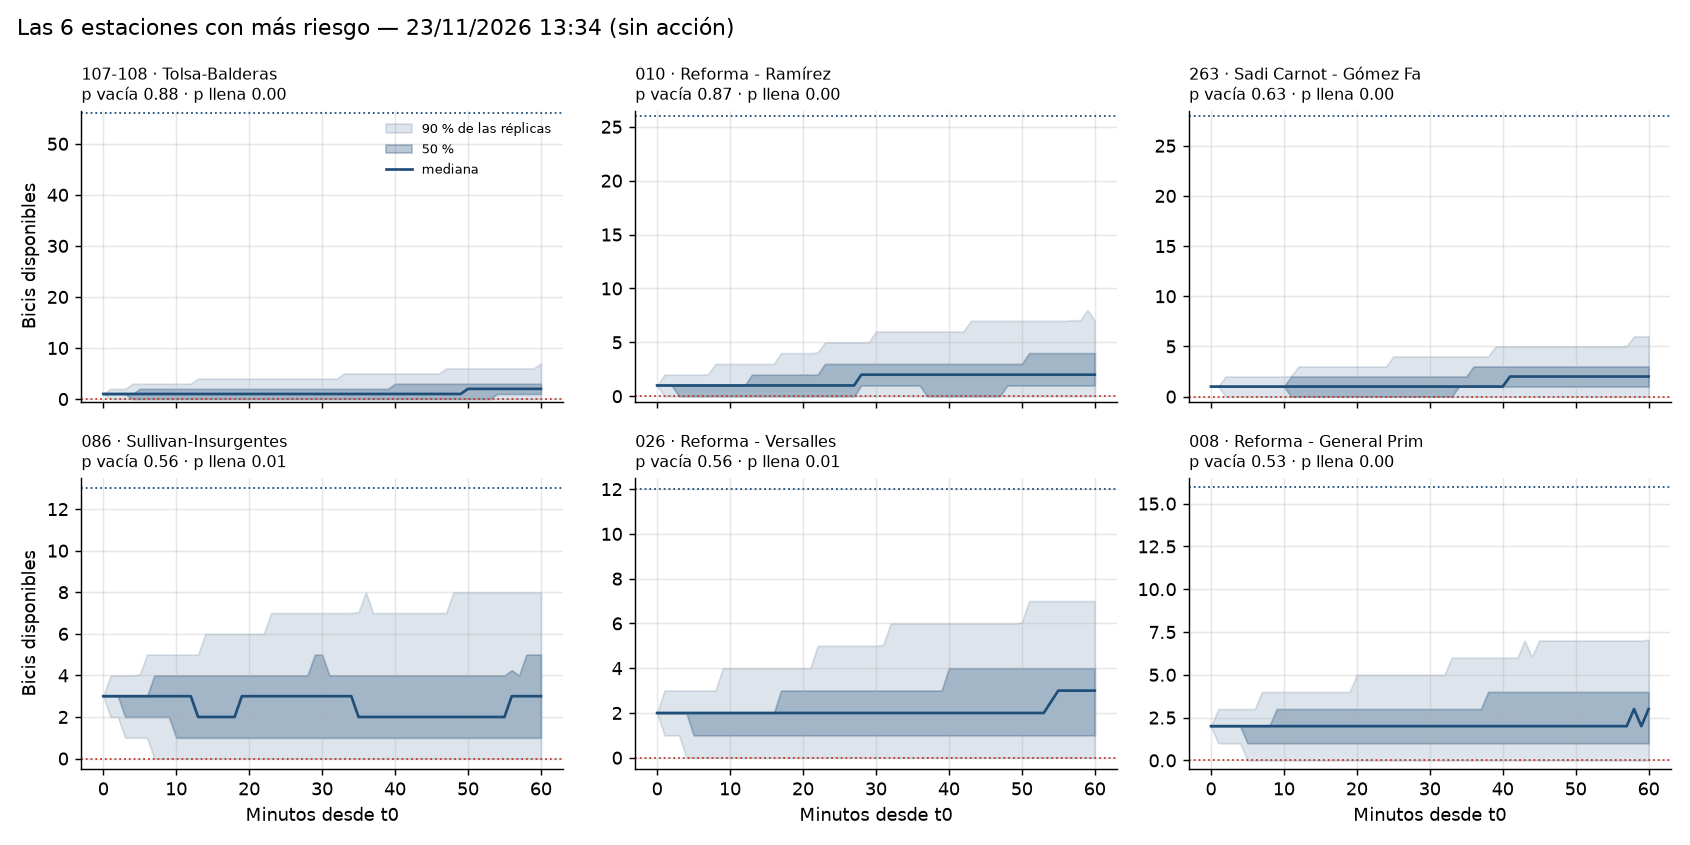 Las 6 estaciones con más riesgo — 23/11/2026 13:34 (sin acción)
107-108 · Tolsa-Balderas
p vacía 0.88 · p llena 0.00
90 % de las réplicas
50 %
mediana
Bicis disponibles
50
40
30
20
10
0
010 · Reforma - Ramírez
p vacía 0.87 · p llena 0.00
25
20
15
10
5
0
263 · Sadi Carnot - Gómez Fa
p vacía 0.63 · p llena 0.00
25
20
15
10
5
0
086 · Sullivan-Insurgentes
p vacía 0.56 · p llena 0.01
Bicis disponibles
12
10
8
6
4
2
0
0 10 20 30 40 50 60
Minutos desde t0
026 · Reforma - Versalles
p vacía 0.56 · p llena 0.01
12
10
8
6
4
2
0
0 10 20 30 40 50 60
Minutos desde t0
008 · Reforma - General Prim
p vacía 0.53 · p llena 0.00
15.0
12.5
10.0
7.5
5.0
2.5
0.0
0 10 20 30 40 50 60
Minutos desde t0